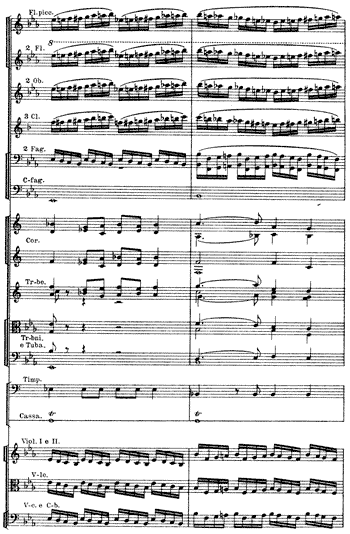 Fl. picc.
8
2 Fl.
2 Ob.
3 Cl.
2 Fag.
C-fag.
Cor.
Tr-be.
Tr-bni.
e Tuba.
Timp.
Cassa.
Viol. I e II.
V-le.
V-c. e C-b.